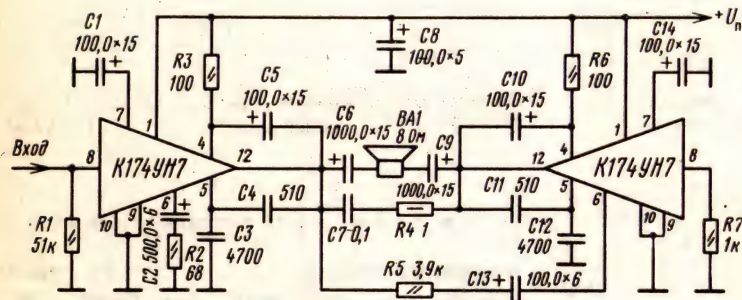 C1
100,0×15
+
7
1
R3
100
C5
+ 100,0×15
4
+
C8
100,0×5
C6
1000,0×15
+
BA1
8 Ом
C9
+
1000,0×15
C10
100,0×15
+
R6
100
C14
100,0×15
+
+Uп
1
7
4
Вход
8
К174УН7
12
5
6
10
9
+
R1
51к
C2 500,0×6
R2
68
C4
510
C3
4700
C7 0,1
R4 1
C11 510
C12
4700
12
К174УН7
8
5
6
10
9
R7
1к
R5 3,9к
C13 +
100,0×6